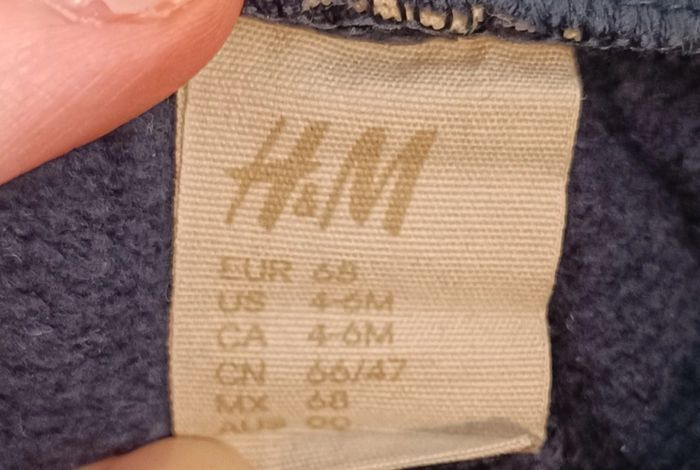 H&M
EUR 68
US 4-6M
CA 4-6M
CN 66/47
MX 68